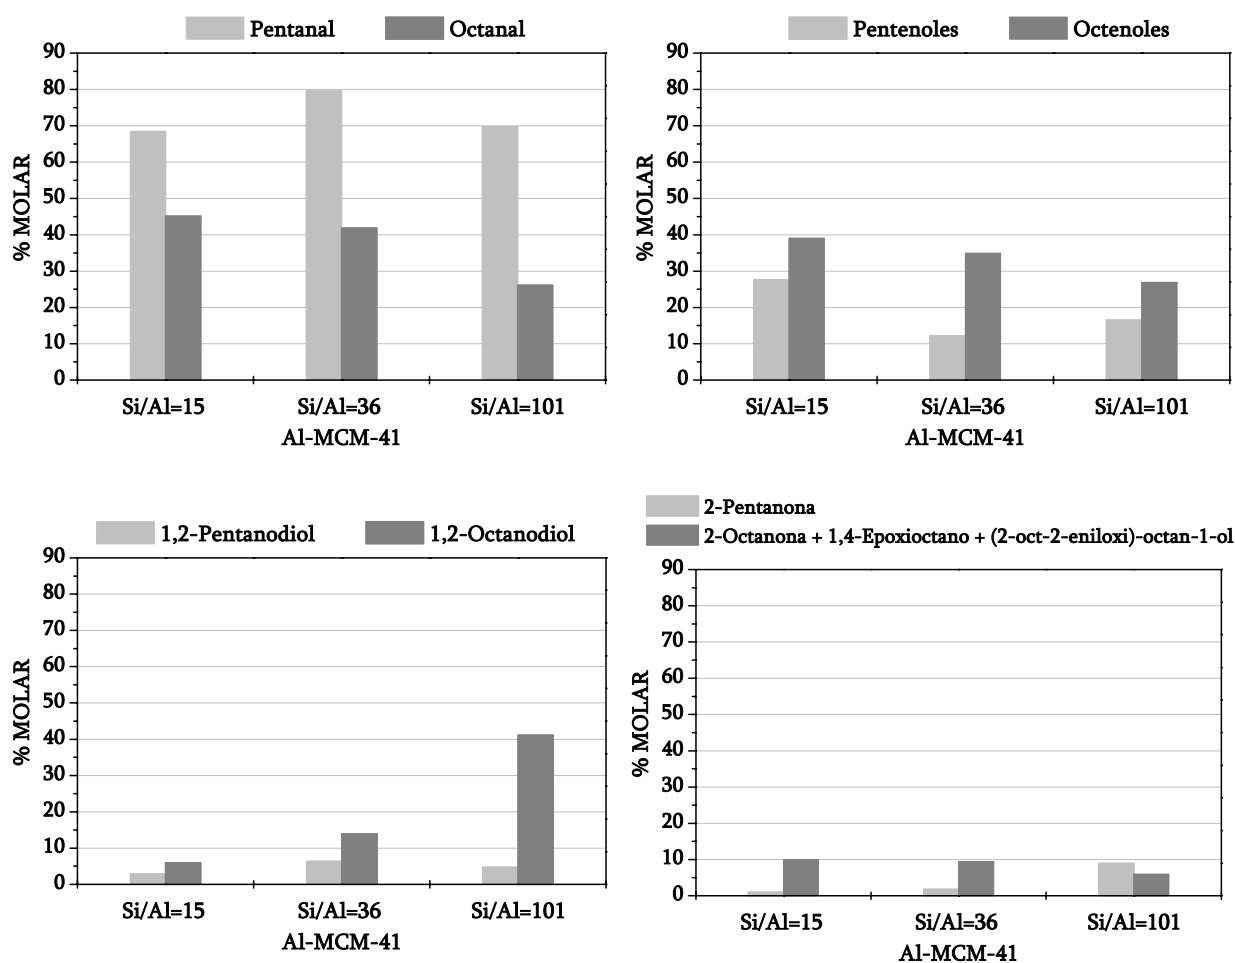 Pentanal Octanal
90
80
70
60
50
40
30
20
10
0
% MOLAR
Si/Al=15 Si/Al=36 Si/Al=101
Al-MCM-41
Pentenoles Octenoles
90
80
70
60
50
40
30
20
10
0
% MOLAR
Si/Al=15 Si/Al=36 Si/Al=101
Al-MCM-41
1,2-Pentanodiol 1,2-Octanodiol
90
80
70
60
50
40
30
20
10
0
% MOLAR
Si/Al=15 Si/Al=36 Si/Al=101
Al-MCM-41
2-Pentanona
2-Octanona + 1,4-Epoxioctano + (2-oct-2-eniloxi)-octan-1-ol
90
80
70
60
50
40
30
20
10
0
% MOLAR
Si/Al=15 Si/Al=36 Si/Al=101
Al-MCM-41